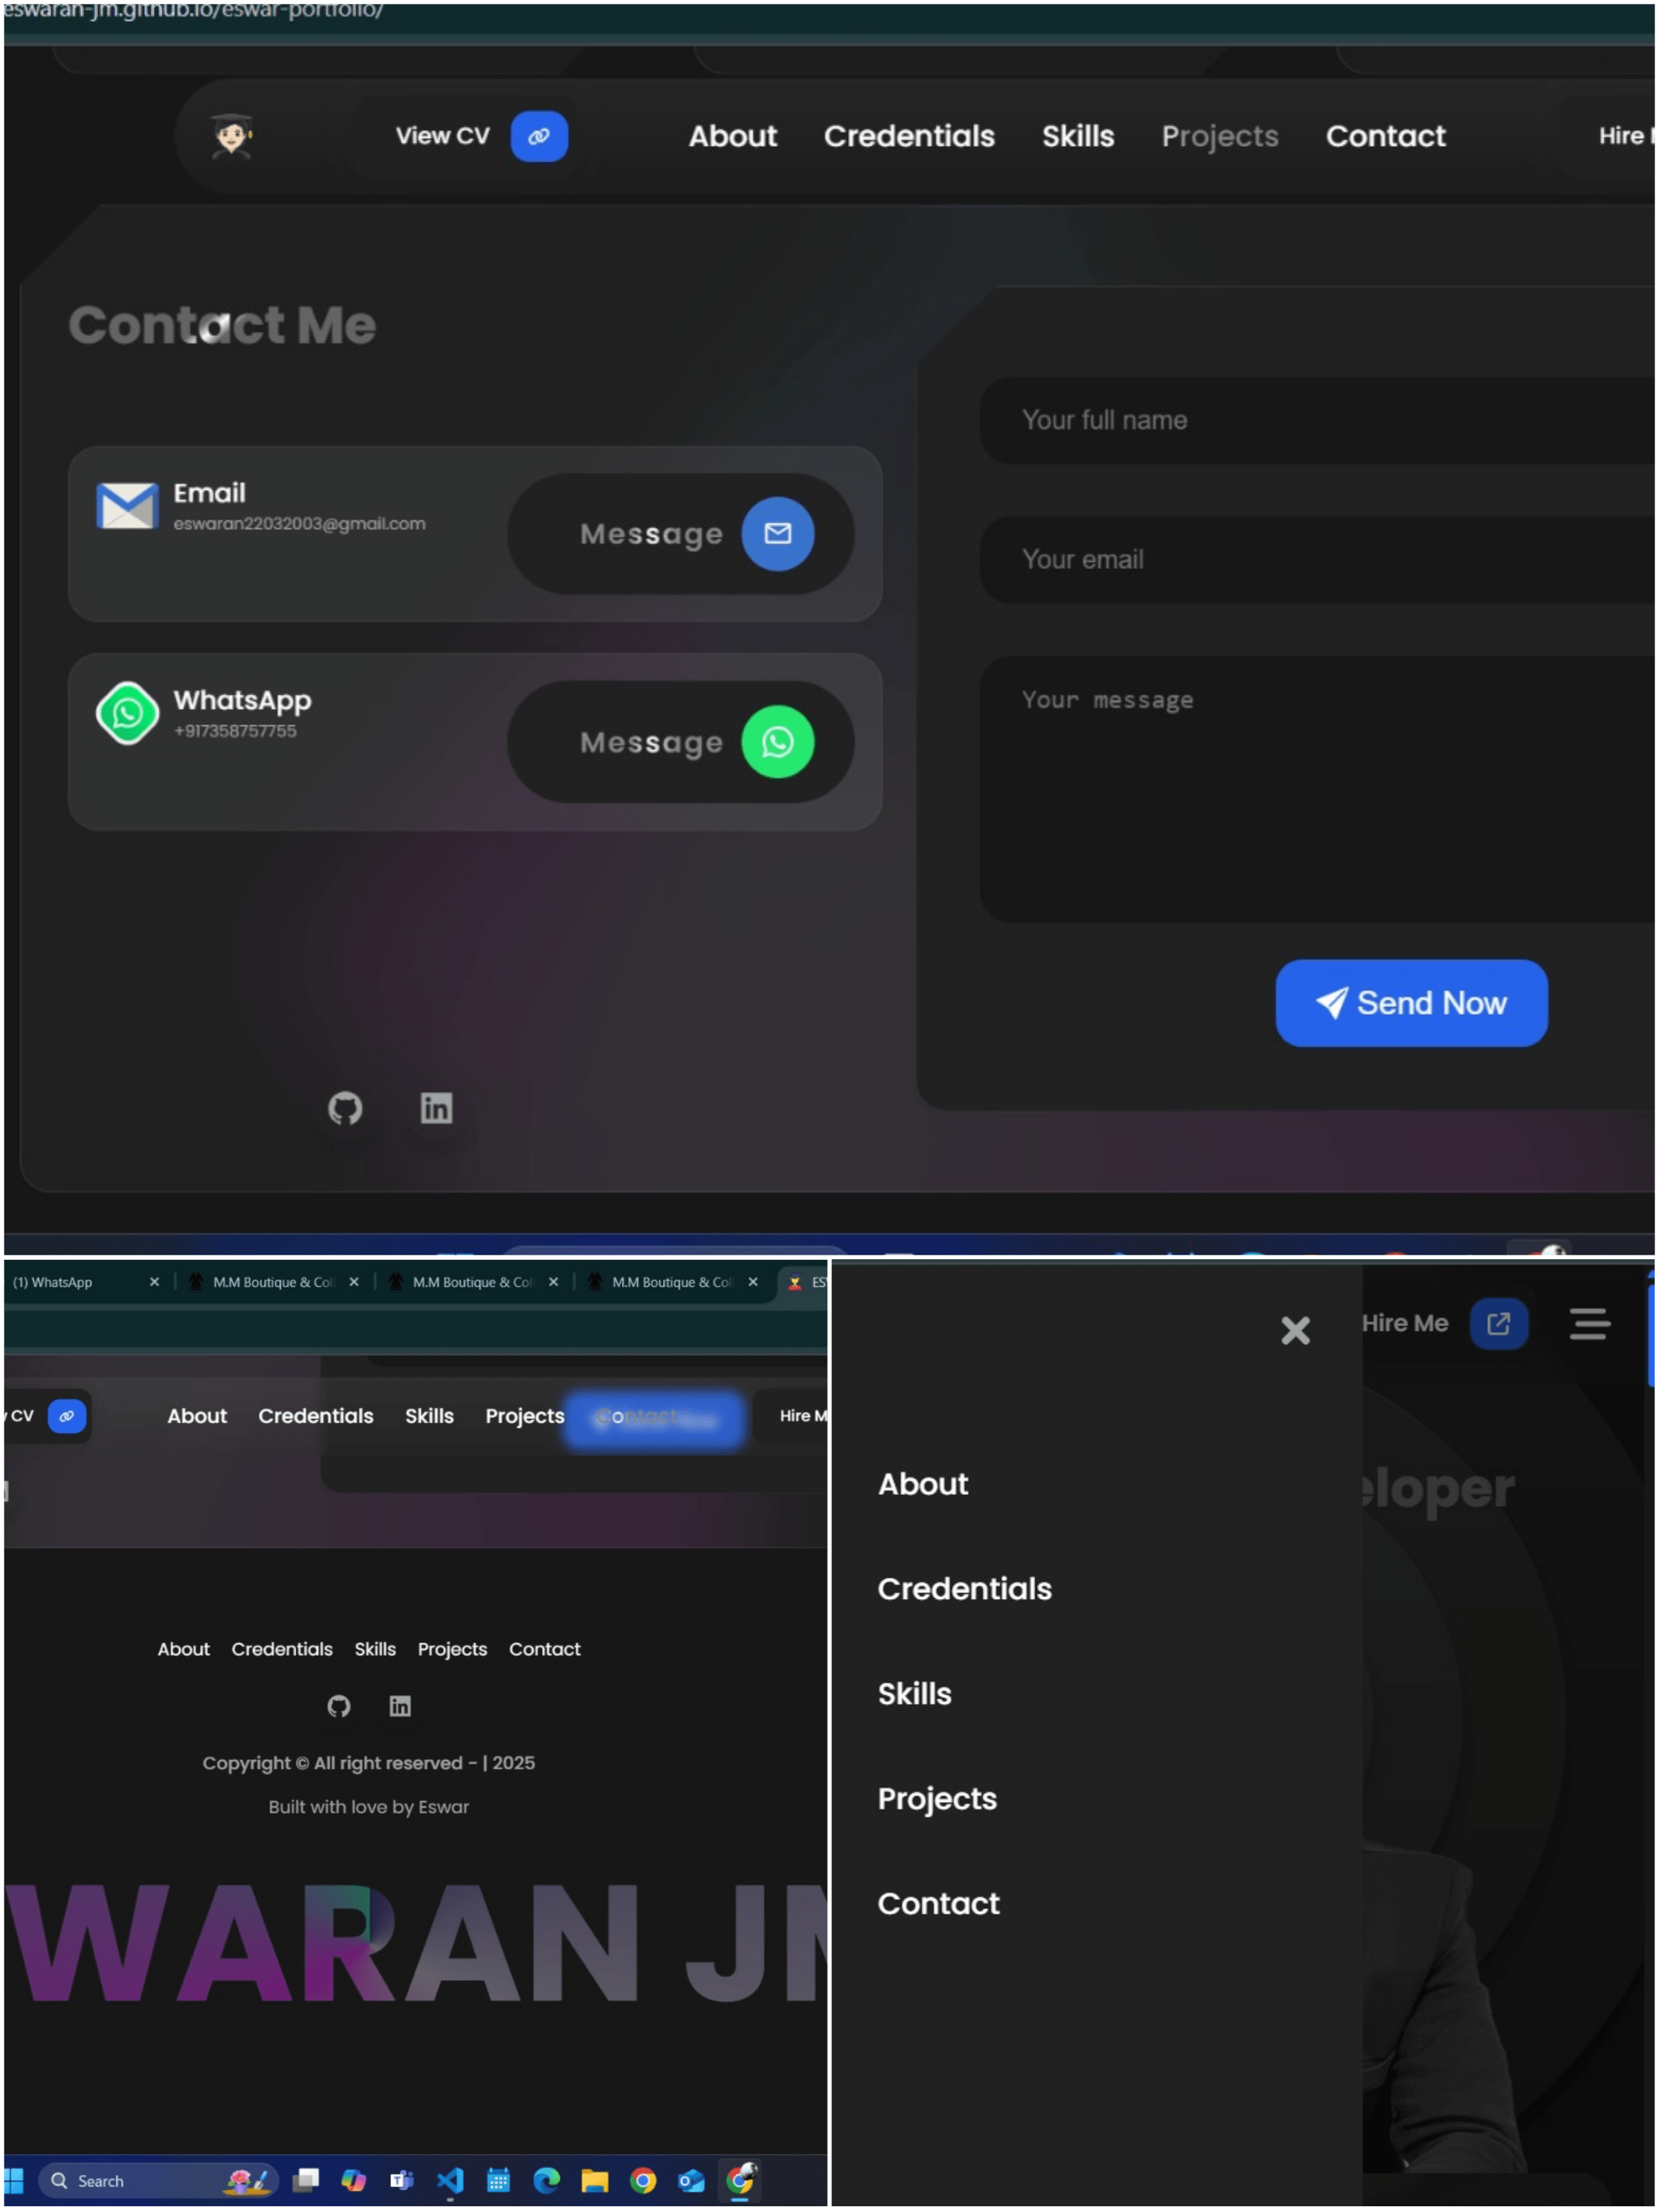 eswaran-jm.github.io/eswar-portfolio/
View CV About Credentials Skills Projects Contact Hire
Contact Me
Email
eswaran22032003@gmail.com
Message
WhatsApp
+917358757755
Message
Your full name
Your email
Your message
Send Now
(1) WhatsApp M.M Boutique & Col M.M Boutique & Col M.M Boutique & Col ES
CV About Credentials Skills Projects Contact Hire M
About Credentials Skills Projects Contact
Copyright © All right reserved - | 2025
Built with love by Eswar
WARAN JM
Search
Hire Me
eloper
About
Credentials
Skills
Projects
Contact